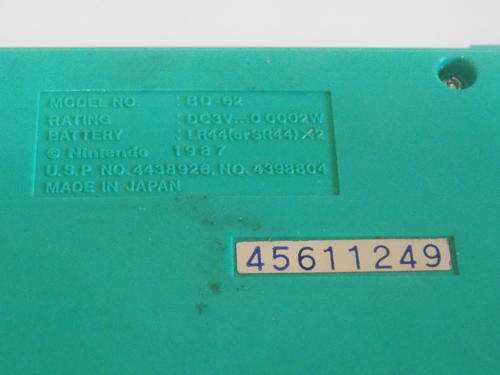 MODEL NO. : BD-62
RATING : DC3V⎓0.0002W
BATTERY : LR44(or SR44)×2
© Nintendo 1987
U.S.P NO. 4438926, NO. 4398804
MADE IN JAPAN
45611249